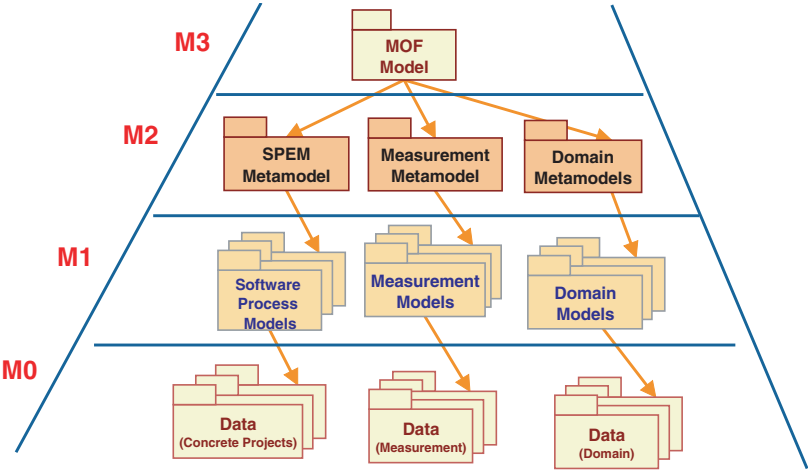 M3
MOF
Model
M2
SPEM
Metamodel
Measurement
Metamodel
Domain
Metamodels
M1
Software
Process
Models
Measurement
Models
Domain
Models
M0
Data
(Concrete Projects)
Data
(Measurement)
Data
(Domain)